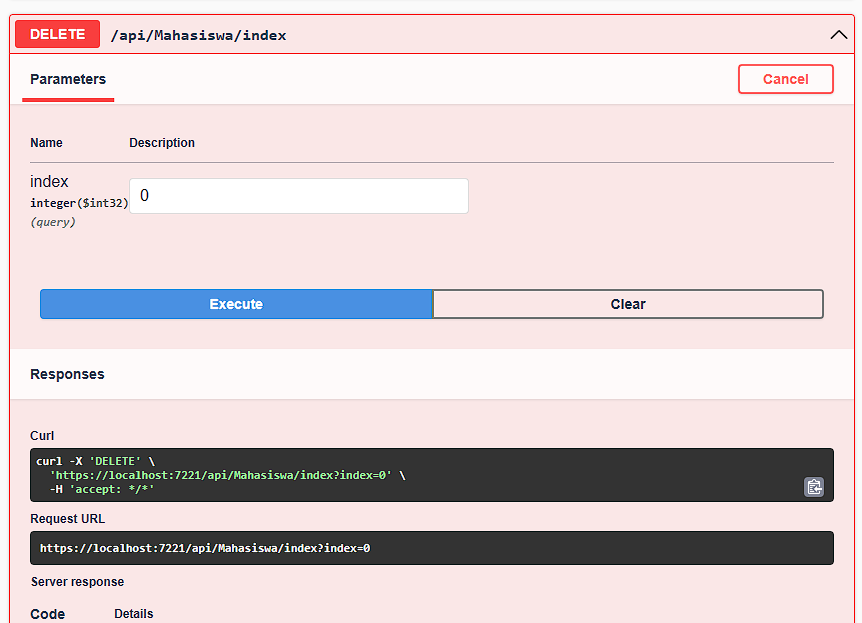 DELETE /api/Mahasiswa/index
Parameters
Cancel
Name Description
index
integer($int32)
(query)
0
Execute Clear
Responses
Curl
curl -X 'DELETE' \
'https://localhost:7221/api/Mahasiswa/index?index=0' \
-H 'accept: */*'
Request URL
https://localhost:7221/api/Mahasiswa/index?index=0
Server response
Code Details